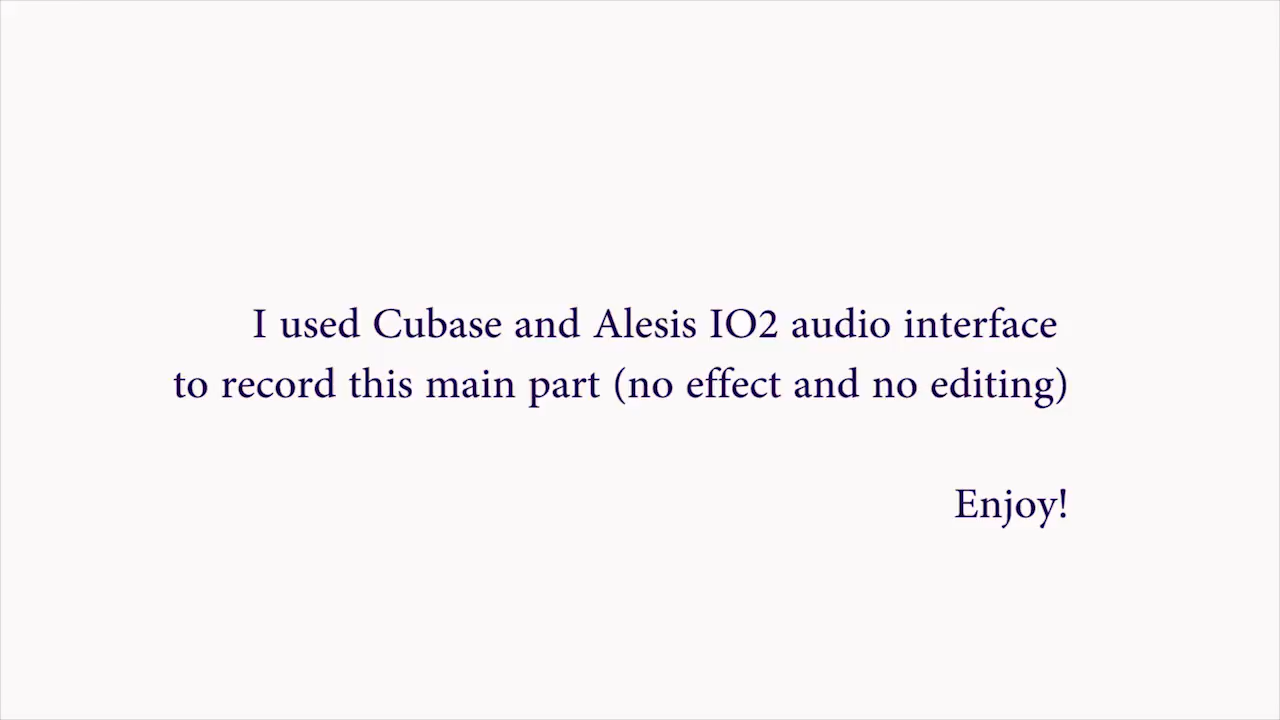 I used Cubase and Alesis IO2 audio interface
to record this main part (no effect and no editing)
Enjoy!